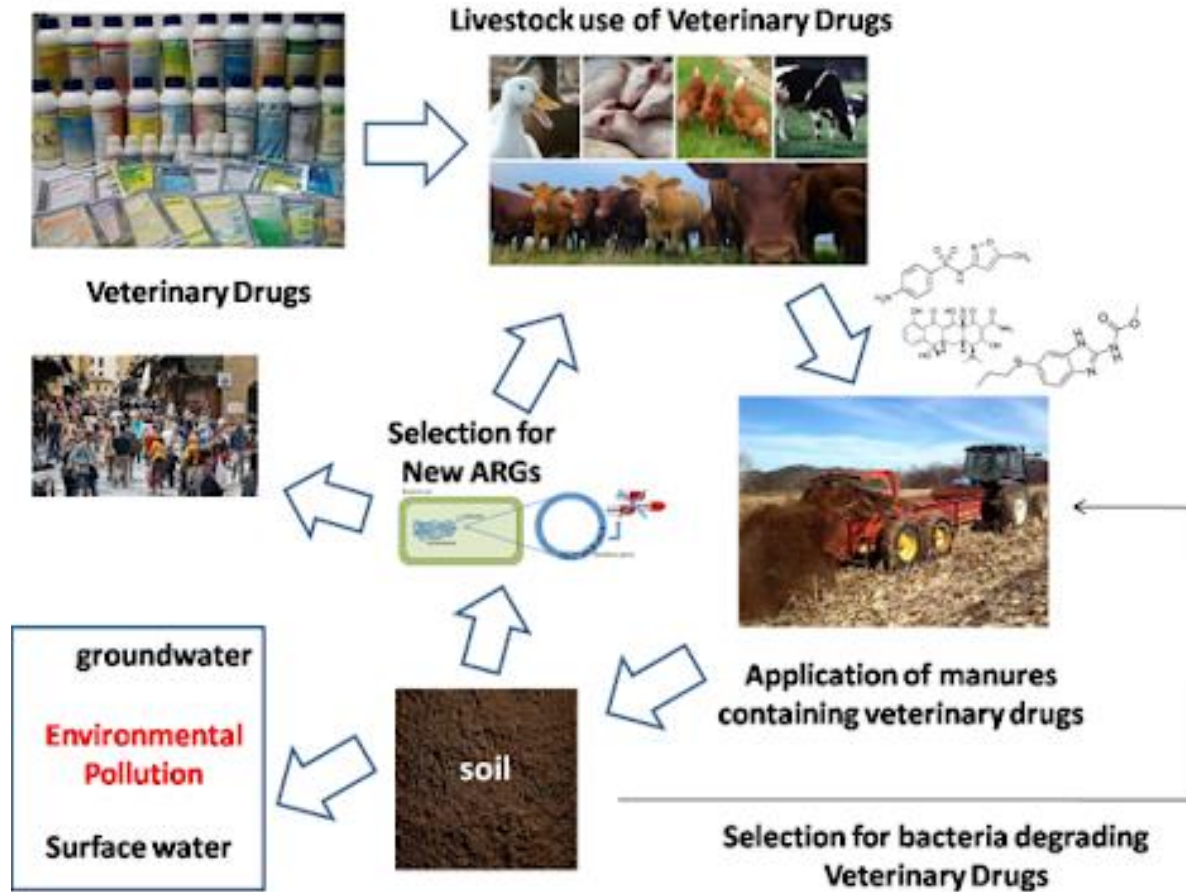 Livestock use of Veterinary Drugs
Veterinary Drugs
Selection for
New ARGs
groundwater
Environmental
Pollution
Surface water
soil
Application of manures
containing veterinary drugs
Selection for bacteria degrading
Veterinary Drugs